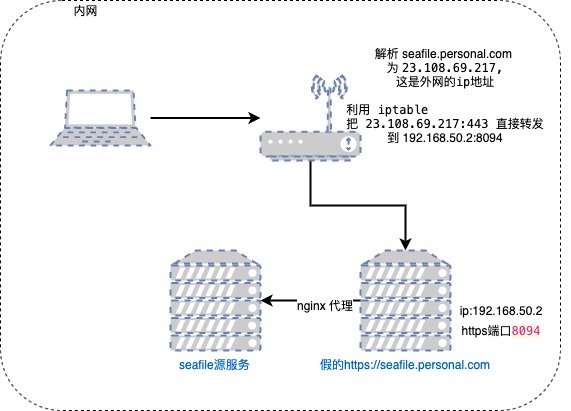 内网
解析 seafile.personal.com
为 23.108.69.217,
这是外网的ip地址
利用 iptable
把 23.108.69.217:443 直接转发
到 192.168.50.2:8094
nginx 代理
ip:192.168.50.2
https端口8094
seafile源服务
假的https://seafile.personal.com